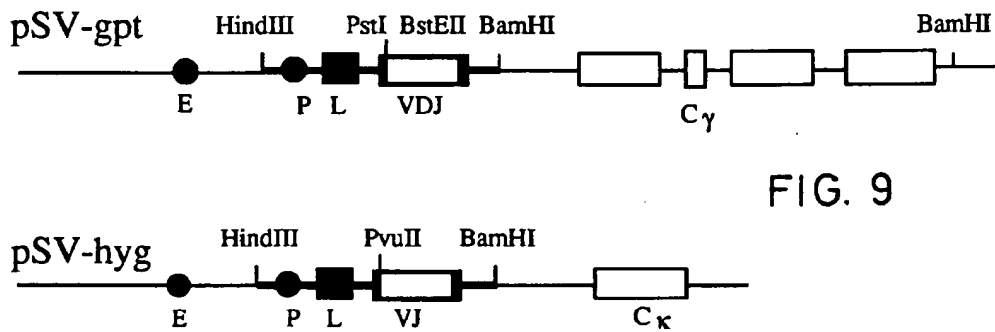 pSV-gpt
HindIII PstI BstEII BamHI BamHI
E P L VDJ Cγ
FIG. 9
pSV-hyg
HindIII PvuII BamHI
E P L VJ Cκ